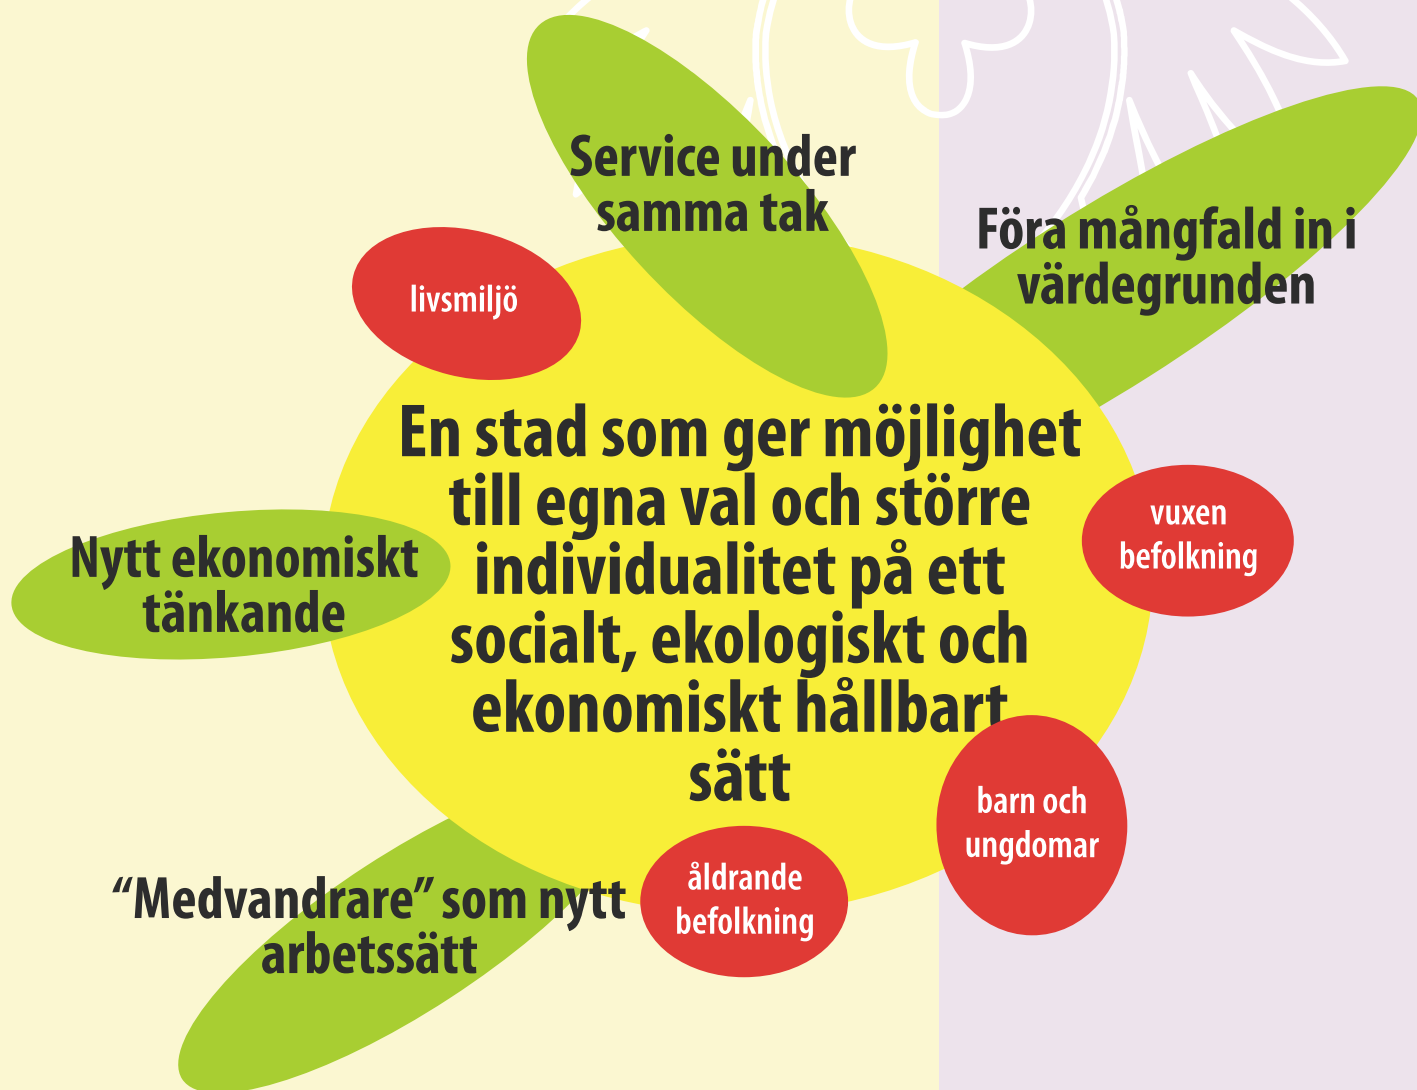 Service under
samma tak
Föra mångfald in i
värdegrunden
livsmiljö
En stad som ger möjlighet
till egna val och större
individualitet på ett
socialt, ekologiskt och
ekonomiskt hållbart
sätt
vuxen
befolkning
Nytt ekonomiskt
tänkande
barn och
ungdomar
åldrande
befolkning
“Medvandrare” som nytt
arbetssätt